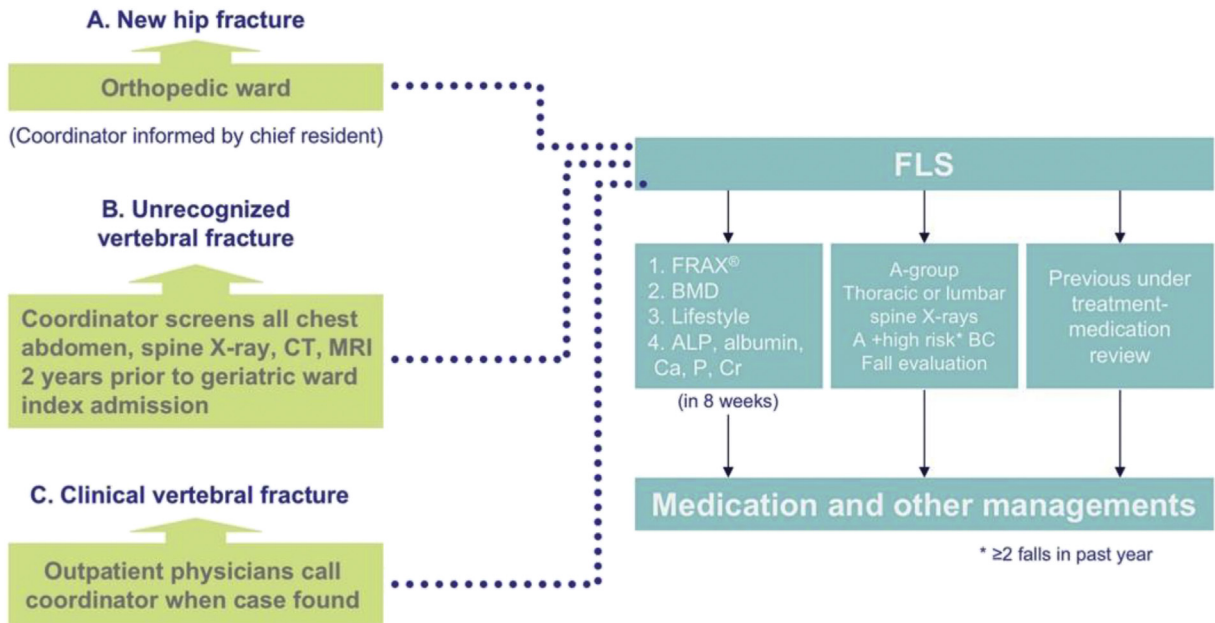 A. New hip fracture
Orthopedic ward
(Coordinator informed by chief resident)
B. Unrecognized
vertebral fracture
Coordinator screens all chest
abdomen, spine X-ray, CT, MRI
2 years prior to geriatric ward
index admission
C. Clinical vertebral fracture
Outpatient physicians call
coordinator when case found
FLS
1. FRAX®
2. BMD
3. Lifestyle
4. ALP, albumin,
Ca, P, Cr
(in 8 weeks)
A-group
Thoracic or lumbar
spine X-rays
A +high risk* BC
Fall evaluation
Previous under
treatment-
medication
review
Medication and other managements
* ≥2 falls in past year